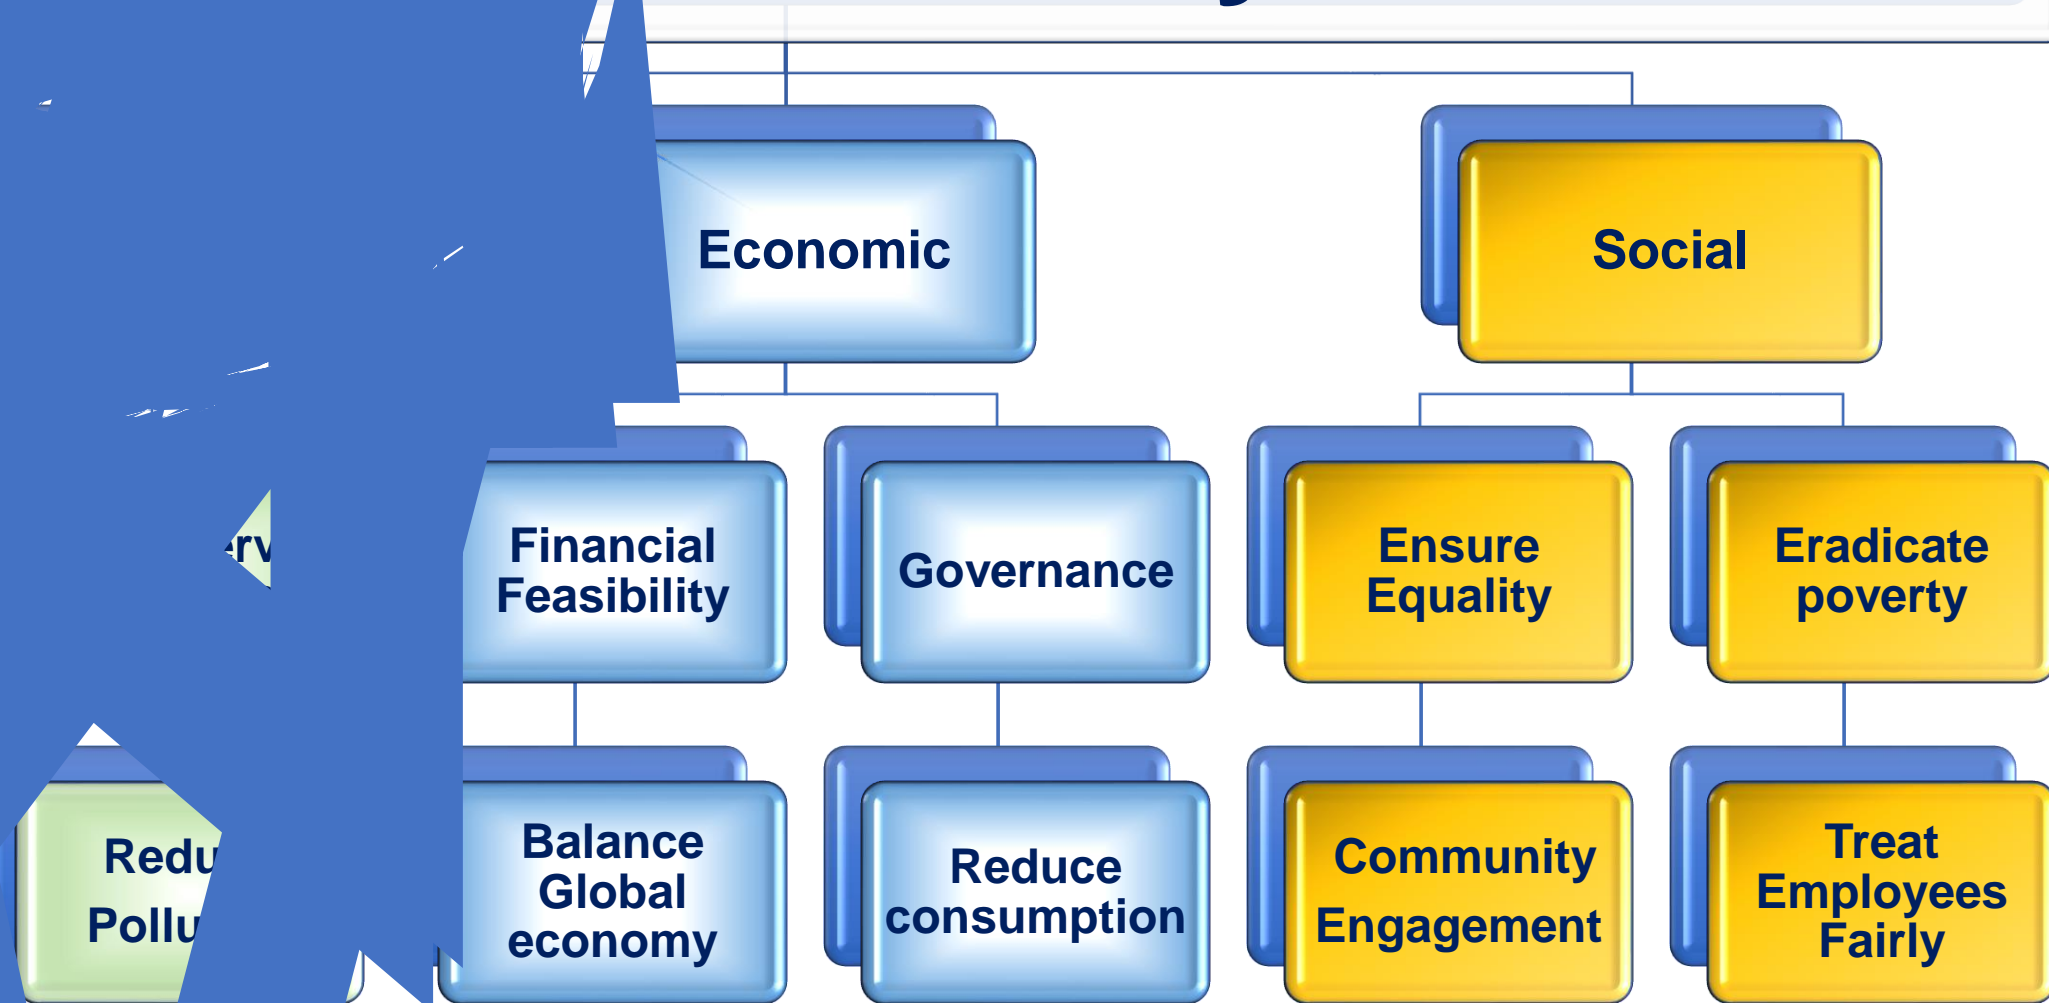 Economic
Social
Financial
Feasibility
Governance
Ensure
Equality
Eradicate
poverty
Balance
Global
economy
Reduce
consumption
Community
Engagement
Treat
Employees
Fairly